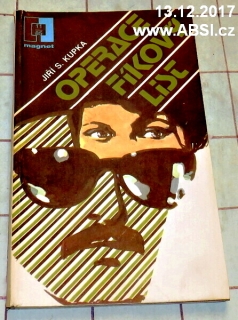 13.12.2017
www.ABSI.cz
magnet
JIŘÍ S. KUPKA
OPERACE
FÍKOVÝ
LIST